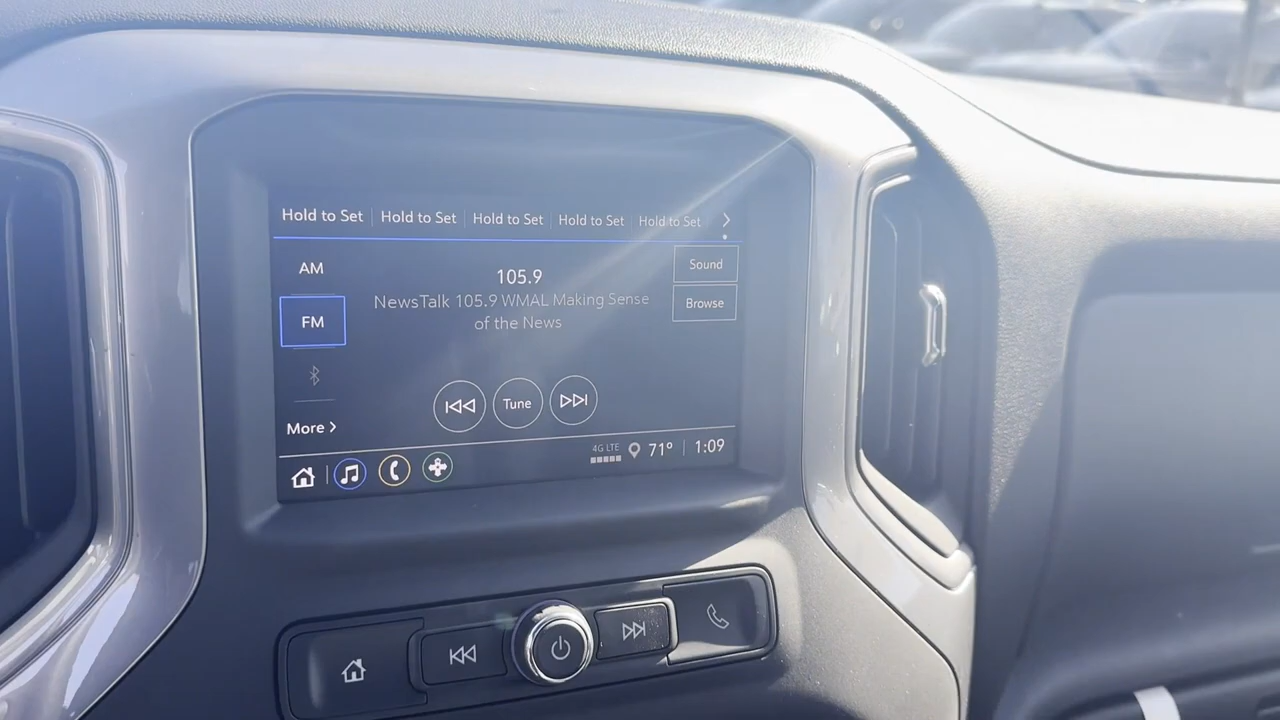 Hold to Set Hold to Set Hold to Set Hold to Set Hold to Set
AM
105.9
Sound
NewsTalk 105.9 WMAL Making Sense
of the News
Browse
FM
Tune
More
4G LTE
71° 1:09